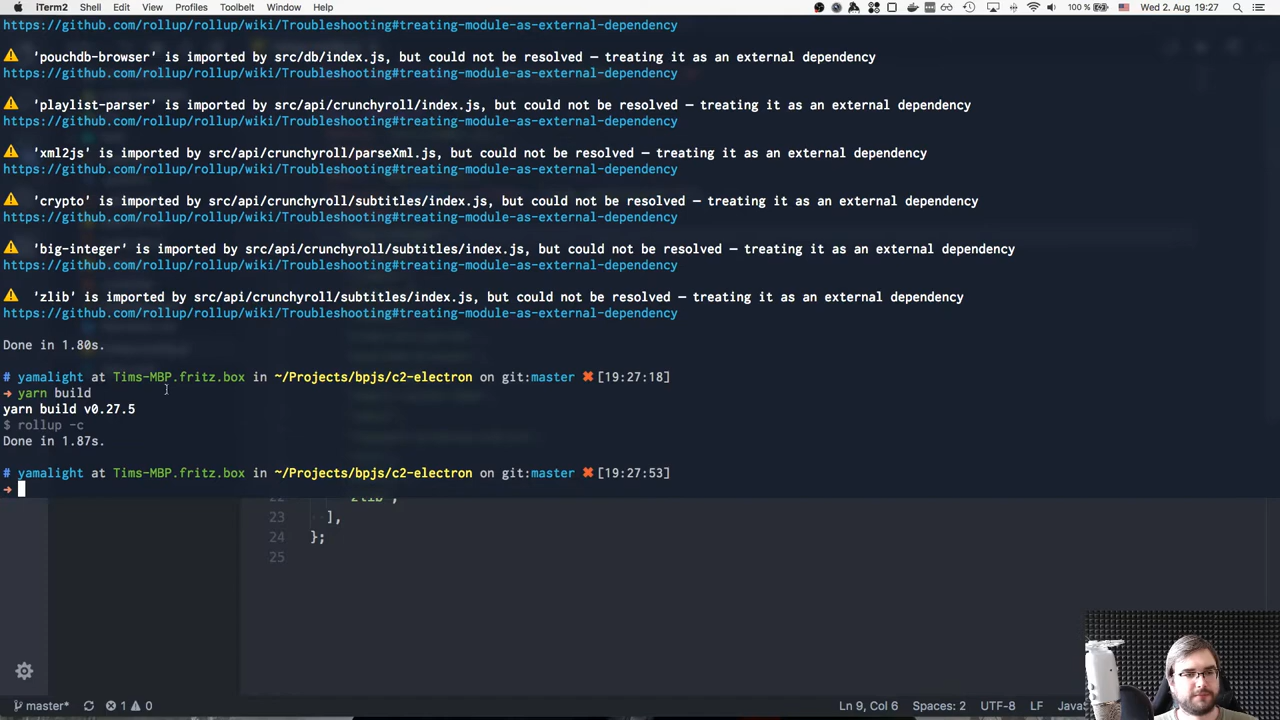 iTerm2 Shell Edit View Profiles Toolbelt Window Help 100 % Wed 2. Aug 19:27
https://github.com/rollup/rollup/wiki/Troubleshooting#treating-module-as-external-dependency
⚠ 'pouchdb-browser' is imported by src/db/index.js, but could not be resolved – treating it as an external dependency
https://github.com/rollup/rollup/wiki/Troubleshooting#treating-module-as-external-dependency
⚠ 'playlist-parser' is imported by src/api/crunchyroll/index.js, but could not be resolved – treating it as an external dependency
https://github.com/rollup/rollup/wiki/Troubleshooting#treating-module-as-external-dependency
⚠ 'xml2js' is imported by src/api/crunchyroll/parseXml.js, but could not be resolved – treating it as an external dependency
https://github.com/rollup/rollup/wiki/Troubleshooting#treating-module-as-external-dependency
⚠ 'crypto' is imported by src/api/crunchyroll/subtitles/index.js, but could not be resolved – treating it as an external dependency
https://github.com/rollup/rollup/wiki/Troubleshooting#treating-module-as-external-dependency
⚠ 'big-integer' is imported by src/api/crunchyroll/subtitles/index.js, but could not be resolved – treating it as an external dependency
https://github.com/rollup/rollup/wiki/Troubleshooting#treating-module-as-external-dependency
⚠ 'zlib' is imported by src/api/crunchyroll/subtitles/index.js, but could not be resolved – treating it as an external dependency
https://github.com/rollup/rollup/wiki/Troubleshooting#treating-module-as-external-dependency
Done in 1.80s.
# yamalight at Tims-MBP.fritz.box in ~/Projects/bpjs/c2-electron on git:master ✖ [19:27:18]
➜ yarn build
yarn build v0.27.5
$ rollup -c
Done in 1.87s.
# yamalight at Tims-MBP.fritz.box in ~/Projects/bpjs/c2-electron on git:master ✖ [19:27:53]
➜
22 'zlib',
23 ],
24 };
25
master* 1 0 Ln 9, Col 6 Spaces: 2 UTF-8 LF